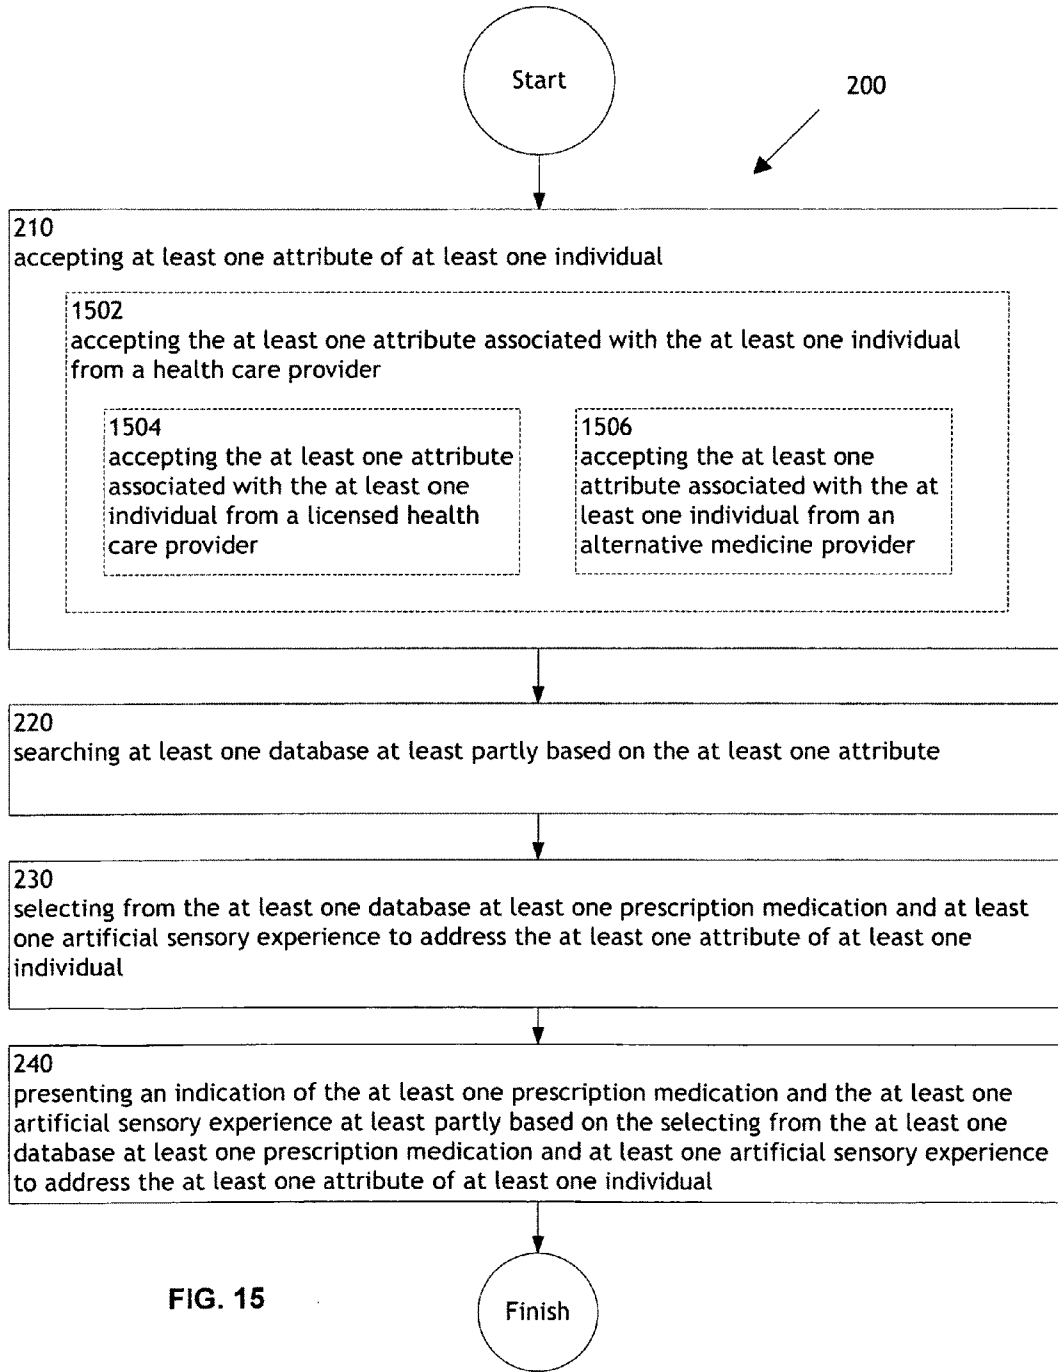 Start
200
210
accepting at least one attribute of at least one individual
1502
accepting the at least one attribute associated with the at least one individual
from a health care provider
1504
accepting the at least one attribute
associated with the at least one
individual from a licensed health
care provider
1506
accepting the at least one
attribute associated with the at
least one individual from an
alternative medicine provider
220
searching at least one database at least partly based on the at least one attribute
230
selecting from the at least one database at least one prescription medication and at least
one artificial sensory experience to address the at least one attribute of at least one
individual
240
presenting an indication of the at least one prescription medication and the at least one
artificial sensory experience at least partly based on the selecting from the at least one
database at least one prescription medication and at least one artificial sensory experience
to address the at least one attribute of at least one individual
FIG. 15
Finish